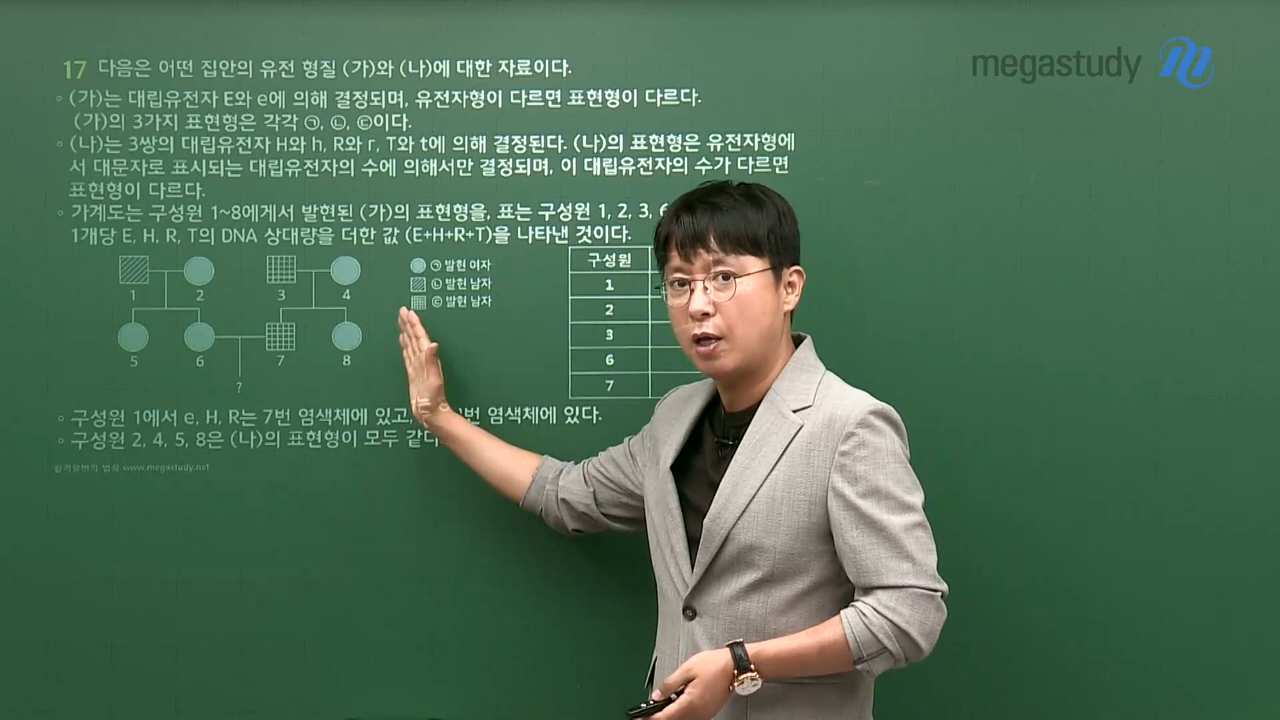 megastudy
17 다음은 어떤 집안의 유전 형질 (가)와 (나)에 대한 자료이다.
◦ (가)는 대립유전자 E와 e에 의해 결정되며, 유전자형이 다르면 표현형이 다르다.
(가)의 3가지 표현형은 각각 ㉠, ㉡, ㉢이다.
◦ (나)는 3쌍의 대립유전자 H와 h, R와 r, T와 t에 의해 결정된다. (나)의 표현형은 유전자형에
서 대문자로 표시되는 대립유전자의 수에 의해서만 결정되며, 이 대립유전자의 수가 다르면
표현형이 다르다.
◦ 가계도는 구성원 1~8에게서 발현된 (가)의 표현형을, 표는 구성원 1, 2, 3, 6
1개당 E, H, R, T의 DNA 상대량을 더한 값 (E+H+R+T)을 나타낸 것이다.
1 2 3 4
5 6 7 8
?
㉠ 발현 여자
㉡ 발현 남자
㉢ 발현 남자
구성원
1
2
3
6
7
◦ 구성원 1에서 e, H, R는 7번 염색체에 있고, 염색체에 있다.
◦ 구성원 2, 4, 5, 8은 (나)의 표현형이 모두 같다
www.megastudy.net